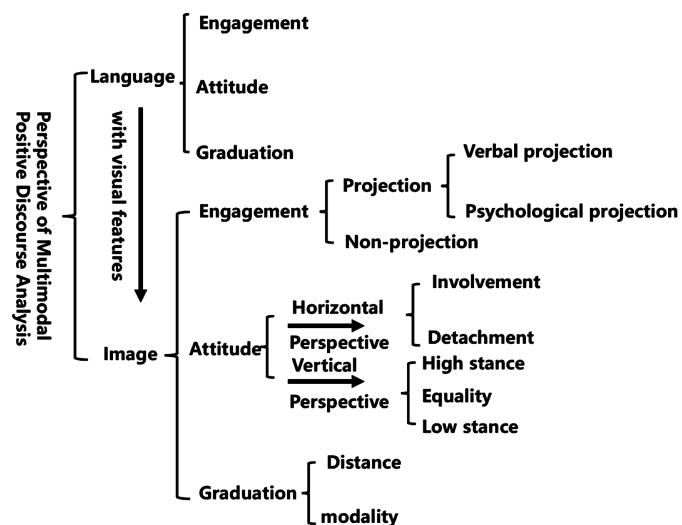 Perspective of Multimodal
Positive Discourse Analysis
Language
with visual features
Image
Engagement
Attitude
Graduation
Engagement
Projection
Verbal projection
Psychological projection
Non-projection
Attitude
Horizontal
Perspective
Involvement
Detachment
Vertical
Perspective
High stance
Equality
Low stance
Graduation
Distance
modality